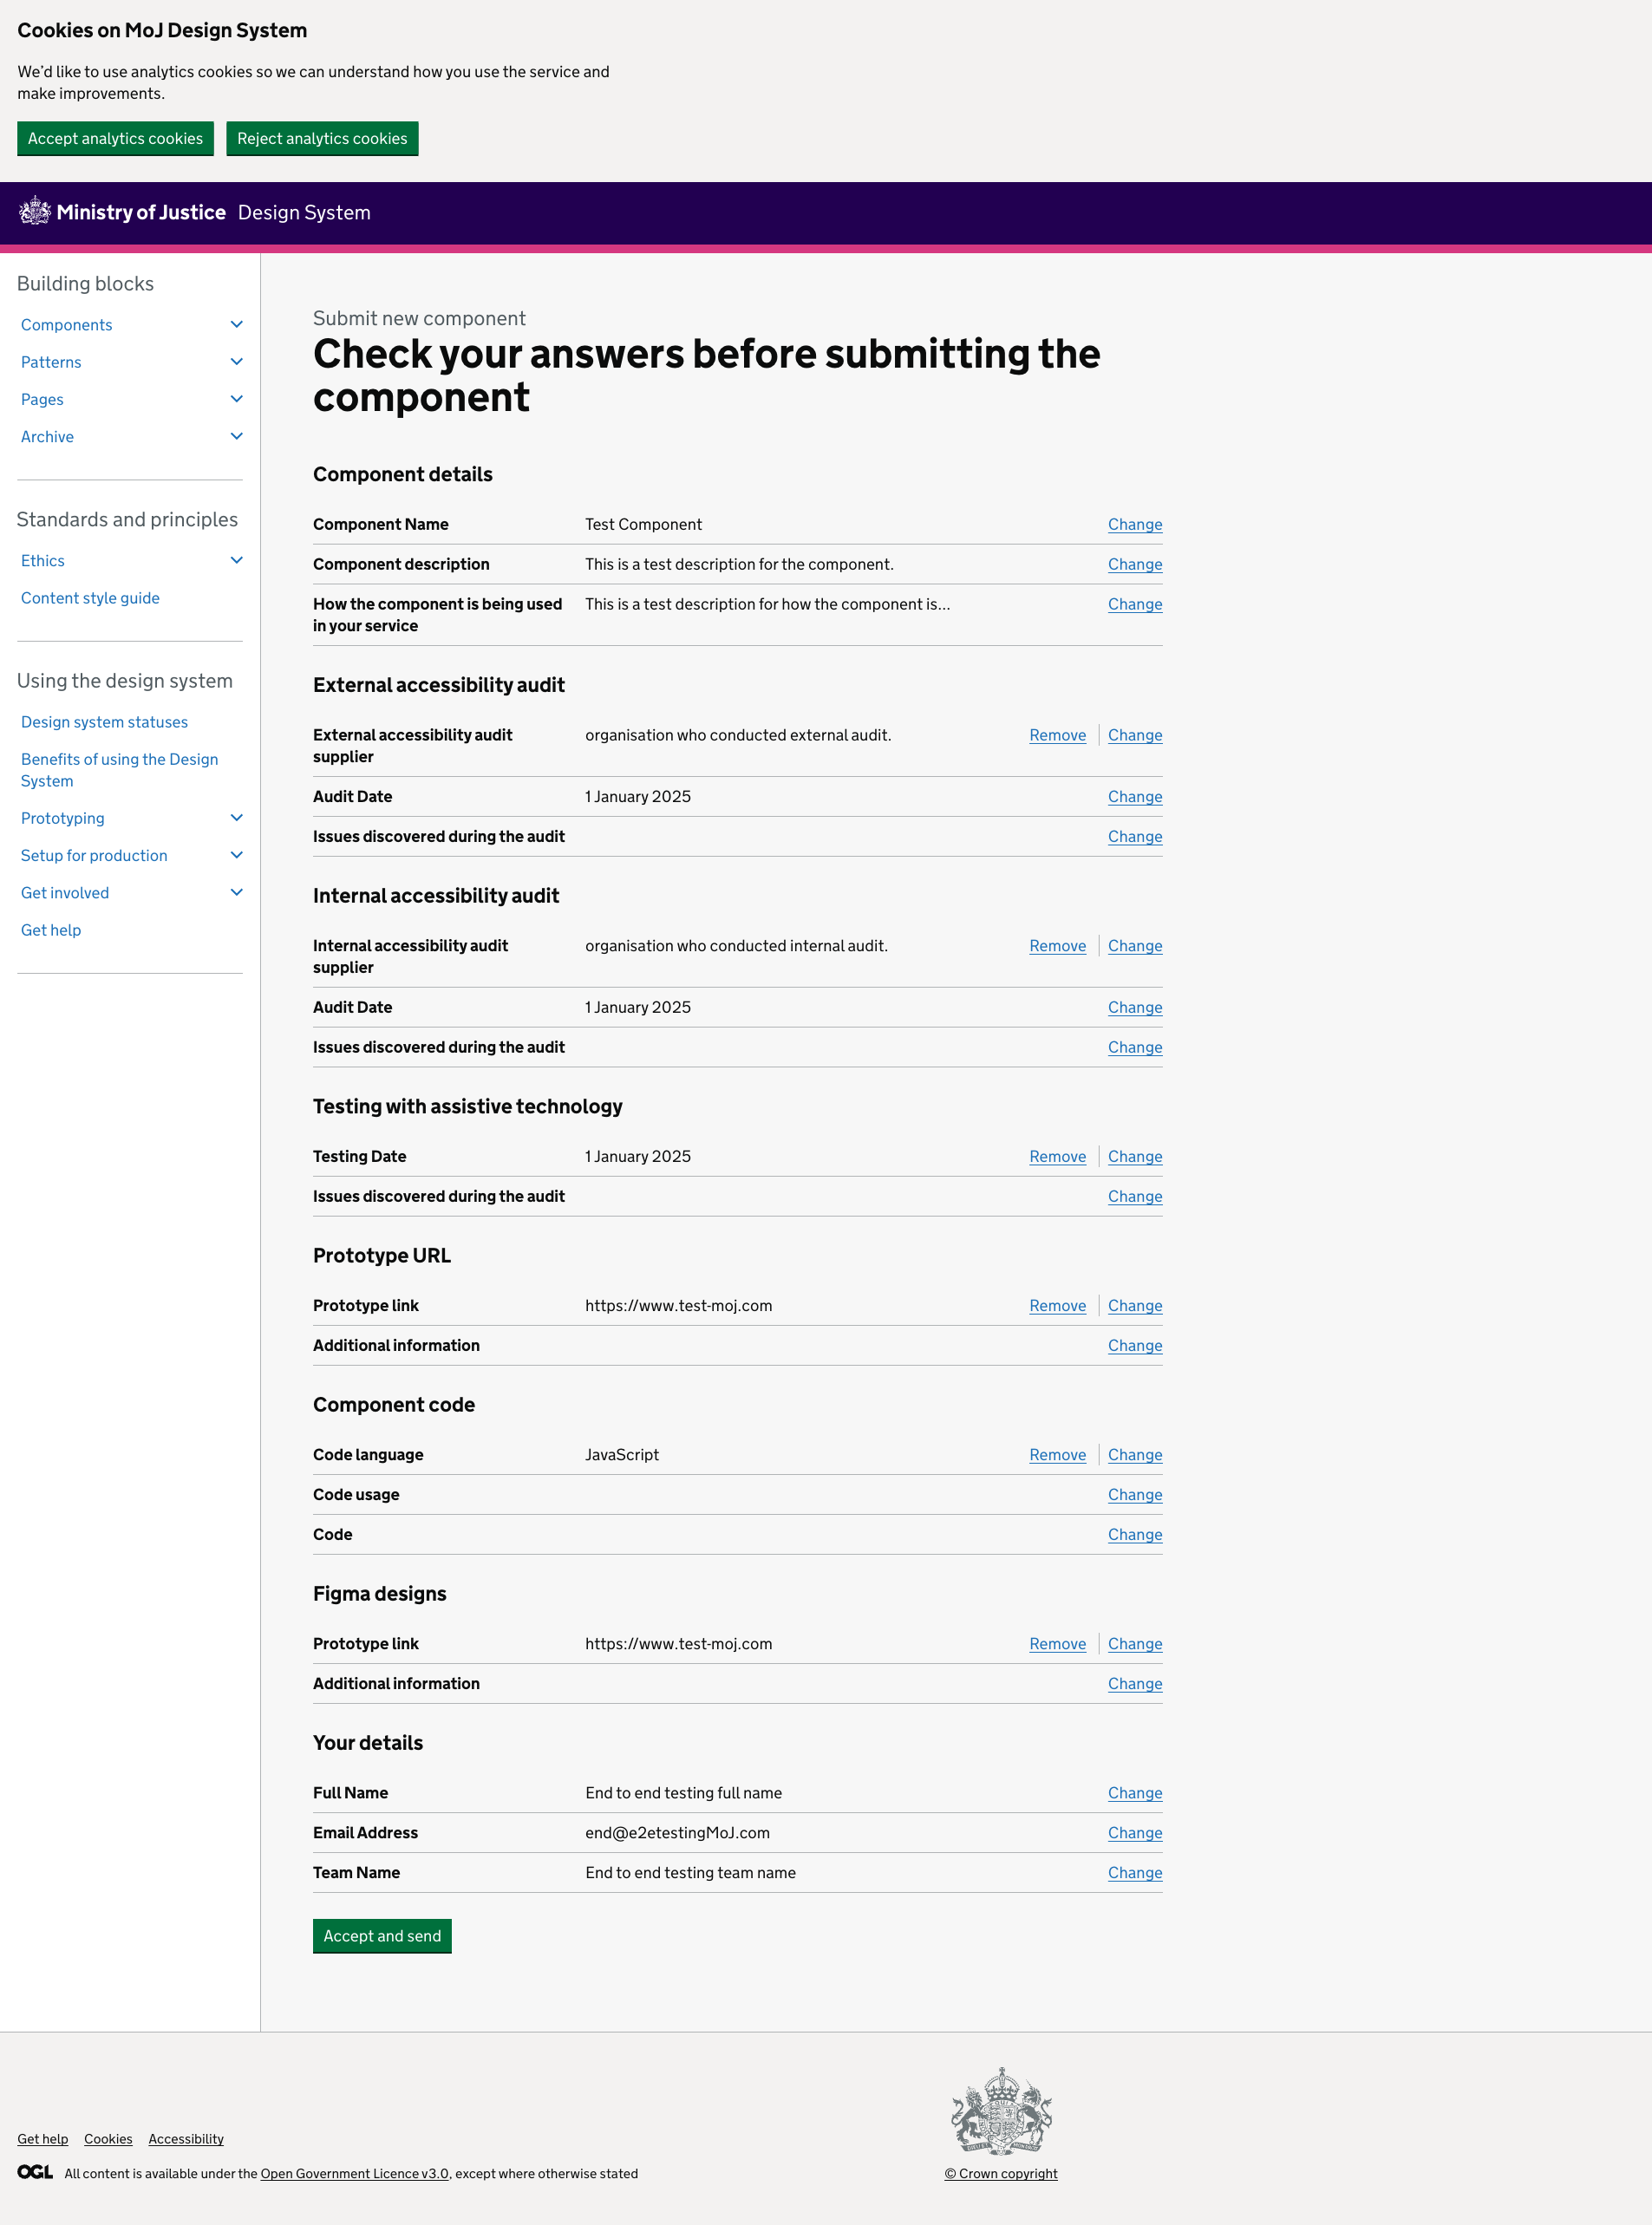 Cookies on MoJ Design System
We’d like to use analytics cookies so we can understand how you use the service and
make improvements.
Accept analytics cookies
Reject analytics cookies
Ministry of Justice Design System
Building blocks
Components
Patterns
Pages
Archive
Standards and principles
Ethics
Content style guide
Using the design system
Design system statuses
Benefits of using the Design
System
Prototyping
Setup for production
Get involved
Get help
Submit new component
Check your answers before submitting the
component
Component details
Component Name Test Component Change
Component description This is a test description for the component. Change
How the component is being used This is a test description for how the component is... Change
in your service
External accessibility audit
External accessibility audit organisation who conducted external audit. Remove Change
supplier
Audit Date 1 January 2025 Change
Issues discovered during the audit Change
Internal accessibility audit
Internal accessibility audit organisation who conducted internal audit. Remove Change
supplier
Audit Date 1 January 2025 Change
Issues discovered during the audit Change
Testing with assistive technology
Testing Date 1 January 2025 Remove Change
Issues discovered during the audit Change
Prototype URL
Prototype link https://www.test-moj.com Remove Change
Additional information Change
Component code
Code language JavaScript Remove Change
Code usage Change
Code Change
Figma designs
Prototype link https://www.test-moj.com Remove Change
Additional information Change
Your details
Full Name End to end testing full name Change
Email Address end@e2etestingMoJ.com Change
Team Name End to end testing team name Change
Accept and send
Get help Cookies Accessibility
OGL All content is available under the Open Government Licence v3.0, except where otherwise stated
© Crown copyright